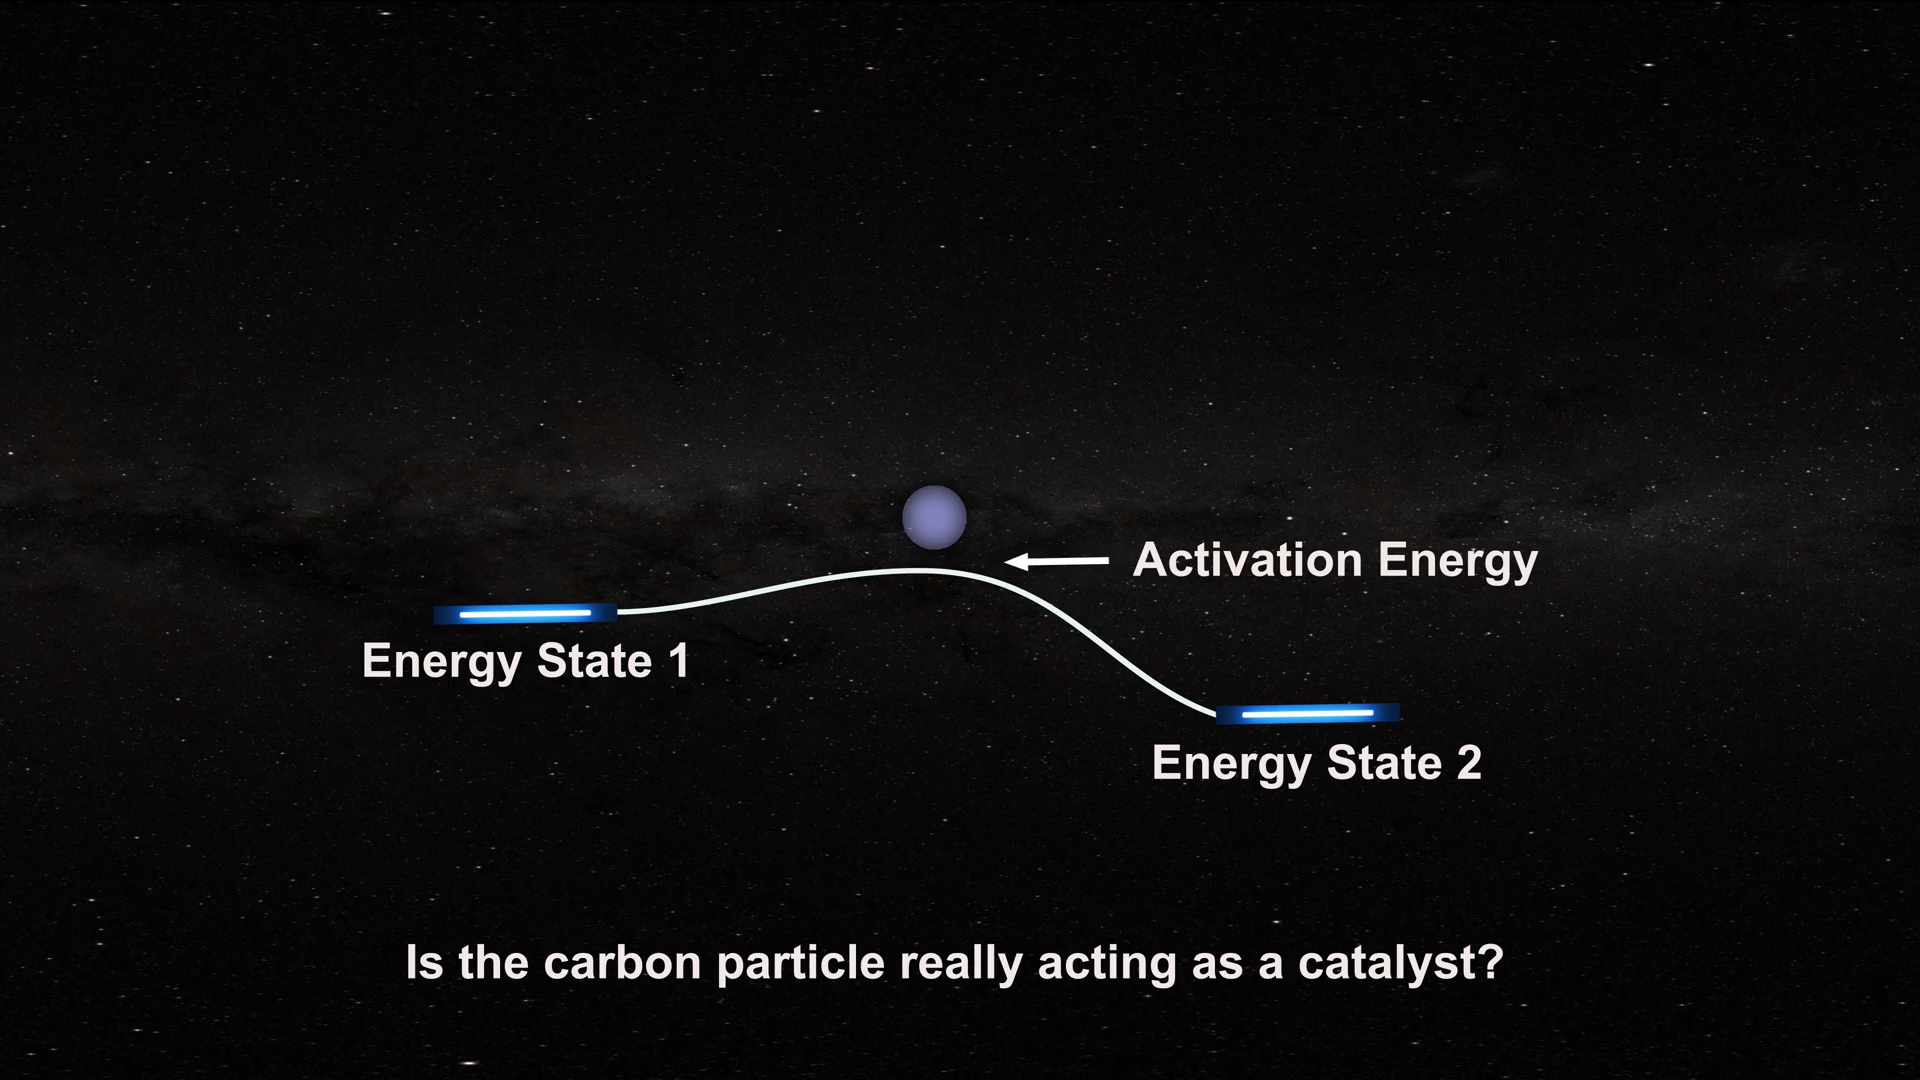 Activation Energy
Energy State 1
Energy State 2
Is the carbon particle really acting as a catalyst?